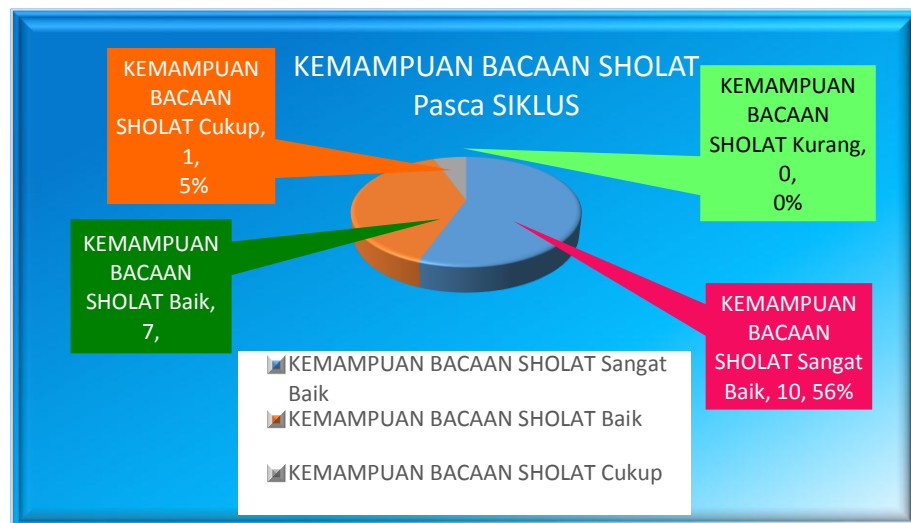 KEMAMPUAN BACAAN SHOLAT
Pasca SIKLUS
KEMAMPUAN
BACAAN
SHOLAT Cukup,
1,
5%
KEMAMPUAN
BACAAN
SHOLAT Kurang,
0,
0%
KEMAMPUAN
BACAAN
SHOLAT Baik,
7,
KEMAMPUAN
BACAAN
SHOLAT Sangat
Baik, 10, 56%
KEMAMPUAN BACAAN SHOLAT Sangat
Baik
KEMAMPUAN BACAAN SHOLAT Baik
KEMAMPUAN BACAAN SHOLAT Cukup